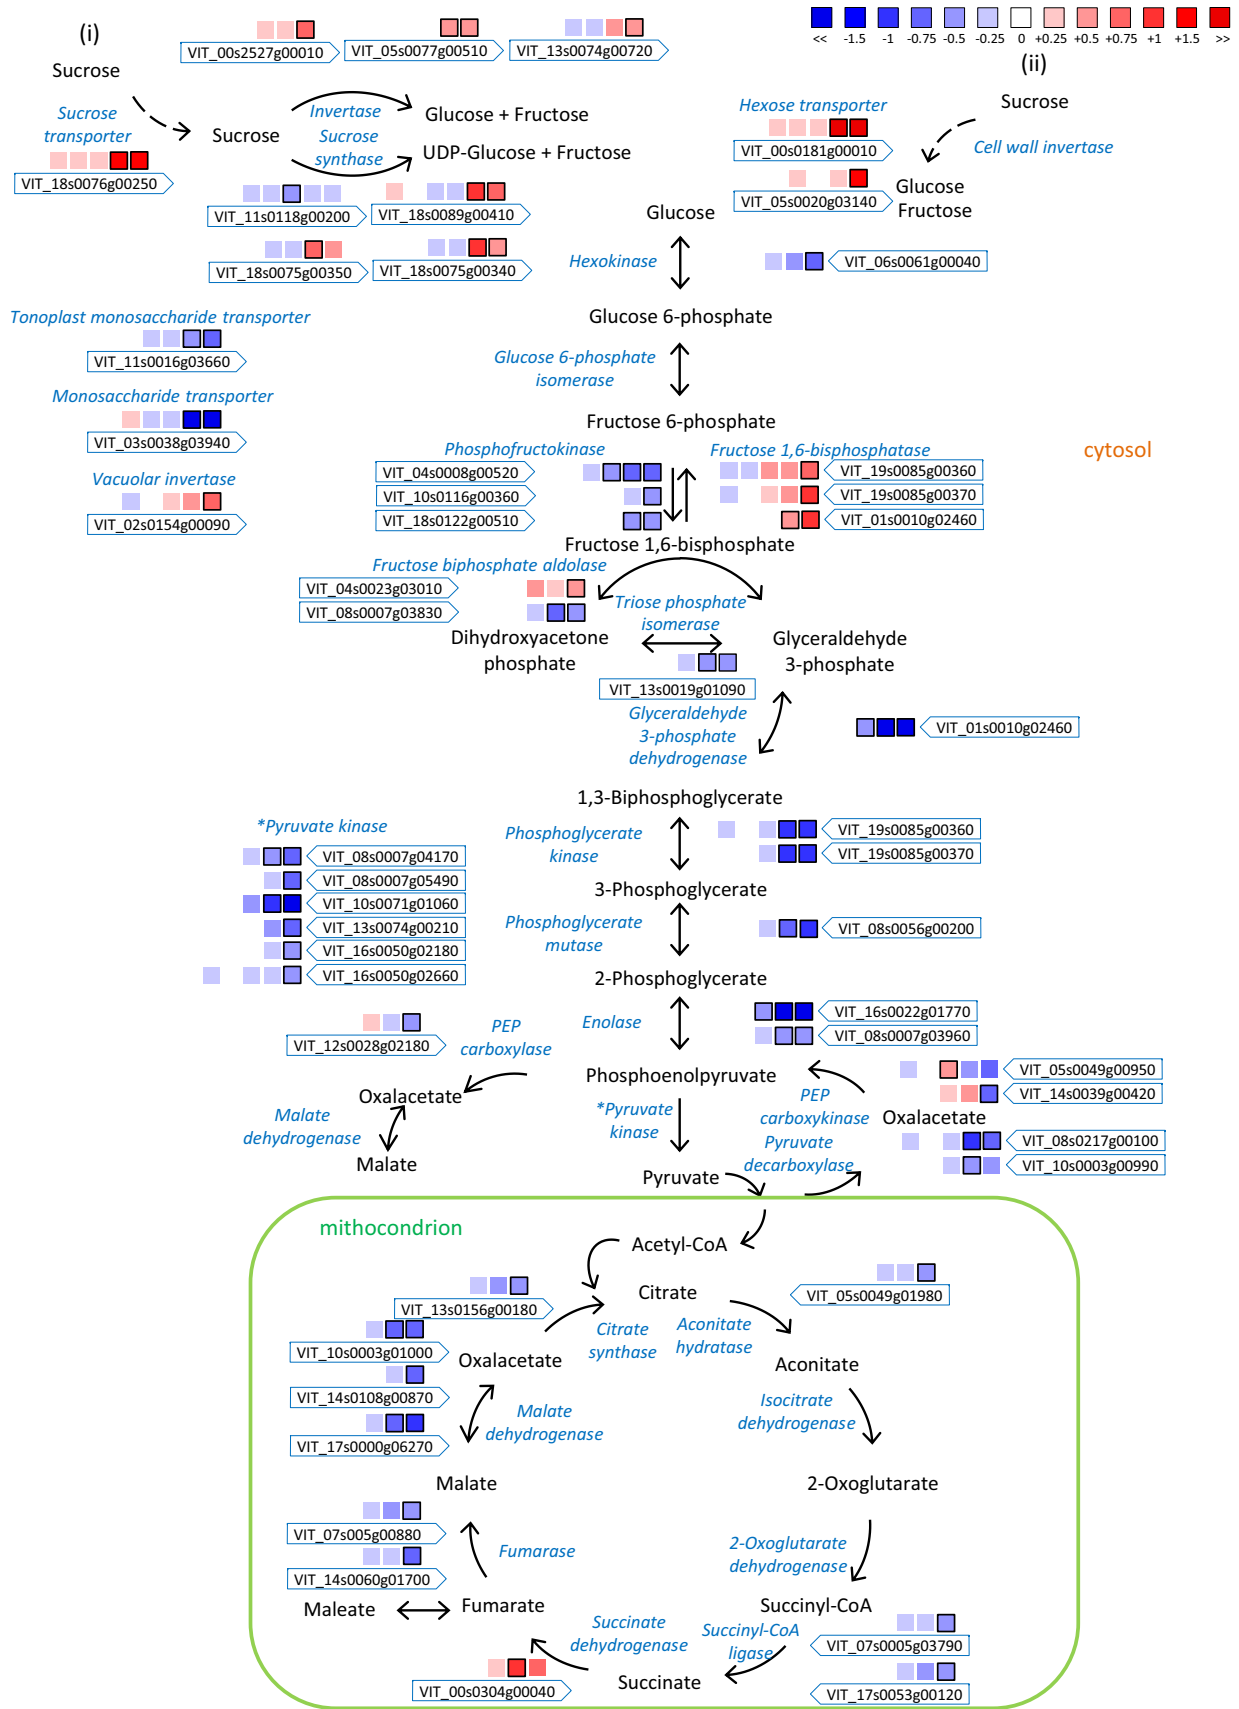 (i)
<< -1.5 -1 -0.75 -0.5 -0.25 0 +0.25 +0.5 +0.75 +1 +1.5 >>
(ii)
VIT_00s2527g00010
VIT_05s0077g00510
VIT_13s0074g00720
Sucrose
Sucrose
transporter
VIT_18s0076g00250
Sucrose
Invertase
Sucrose
synthase
Glucose + Fructose
UDP-Glucose + Fructose
VIT_11s0118g00200
VIT_18s0089g00410
VIT_18s0075g00350
VIT_18s0075g00340
Hexose transporter
VIT_00s0181g00010
VIT_05s0020g03140
Sucrose
Cell wall invertase
Glucose
Fructose
Glucose
Hexokinase
VIT_06s0061g00040
Tonoplast monosaccharide transporter
VIT_11s0016g03660
Monosaccharide transporter
VIT_03s0038g03940
Vacuolar invertase
VIT_02s0154g00090
Glucose 6-phosphate
Glucose 6-phosphate
isomerase
Fructose 6-phosphate
cytosol
Phosphofructokinase
VIT_04s0008g00520
VIT_10s0116g00360
VIT_18s0122g00510
Fructose 1,6-bisphosphatase
VIT_19s0085g00360
VIT_19s0085g00370
VIT_01s0010g02460
Fructose 1,6-bisphosphate
Fructose biphosphate aldolase
VIT_04s0023g03010
VIT_08s0007g03830
Triose phosphate
isomerase
Dihydroxyacetone
phosphate
Glyceraldehyde
3-phosphate
VIT_13s0019g01090
Glyceraldehyde
3-phosphate
dehydrogenase
VIT_01s0010g02460
1,3-Biphosphoglycerate
*Pyruvate kinase
VIT_08s0007g04170
VIT_08s0007g05490
VIT_10s0071g01060
VIT_13s0074g00210
VIT_16s0050g02180
VIT_16s0050g02660
Phosphoglycerate
kinase
VIT_19s0085g00360
VIT_19s0085g00370
3-Phosphoglycerate
Phosphoglycerate
mutase
VIT_08s0056g00200
2-Phosphoglycerate
Enolase
VIT_16s0022g01770
VIT_08s0007g03960
VIT_12s0028g02180
PEP
carboxylase
Phosphoenolpyruvate
VIT_05s0049g00950
VIT_14s0039g00420
Oxalacetate
Malate
dehydrogenase
Malate
*Pyruvate
kinase
PEP
carboxykinase
Oxalacetate
Pyruvate
decarboxylase
VIT_08s0217g00100
VIT_10s0003g00990
Pyruvate
mithocondrion
Acetyl-CoA
Citrate
VIT_13s0156g00180
VIT_05s0049g01980
Citrate
synthase
Aconitate
hydratase
VIT_10s0003g01000
Oxalacetate
Aconitate
VIT_14s0108g00870
Malate
dehydrogenase
Isocitrate
dehydrogenase
VIT_17s0000g06270
Malate
2-Oxoglutarate
VIT_07s005g00880
Fumarase
2-Oxoglutarate
dehydrogenase
VIT_14s0060g01700
Maleate
Fumarate
Succinyl-CoA
Succinate
dehydrogenase
Succinyl-CoA
ligase
VIT_07s0005g03790
VIT_00s0304g00040
Succinate
VIT_17s0053g00120